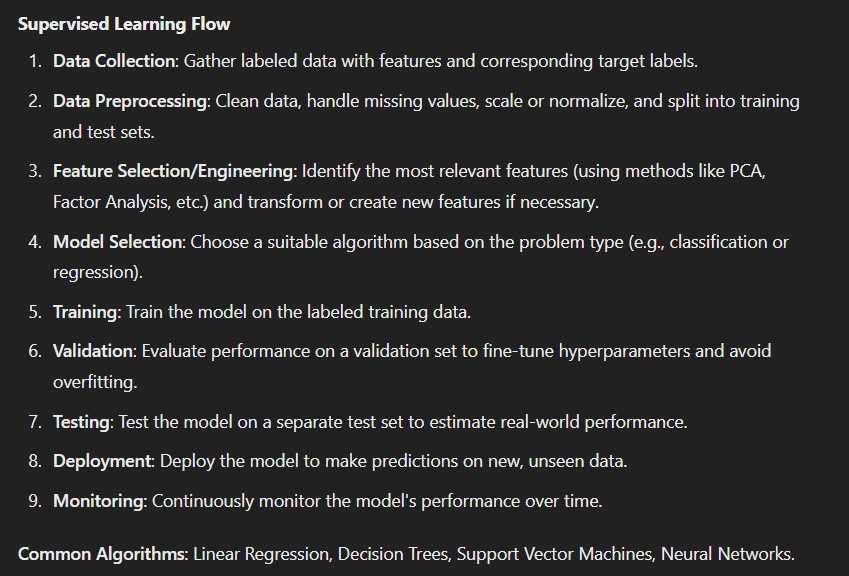 Supervised Learning Flow
1. Data Collection: Gather labeled data with features and corresponding target labels.
2. Data Preprocessing: Clean data, handle missing values, scale or normalize, and split into training
and test sets.
3. Feature Selection/Engineering: Identify the most relevant features (using methods like PCA,
Factor Analysis, etc.) and transform or create new features if necessary.
4. Model Selection: Choose a suitable algorithm based on the problem type (e.g., classification or
regression).
5. Training: Train the model on the labeled training data.
6. Validation: Evaluate performance on a validation set to fine-tune hyperparameters and avoid
overfitting.
7. Testing: Test the model on a separate test set to estimate real-world performance.
8. Deployment: Deploy the model to make predictions on new, unseen data.
9. Monitoring: Continuously monitor the model's performance over time.
Common Algorithms: Linear Regression, Decision Trees, Support Vector Machines, Neural Networks.